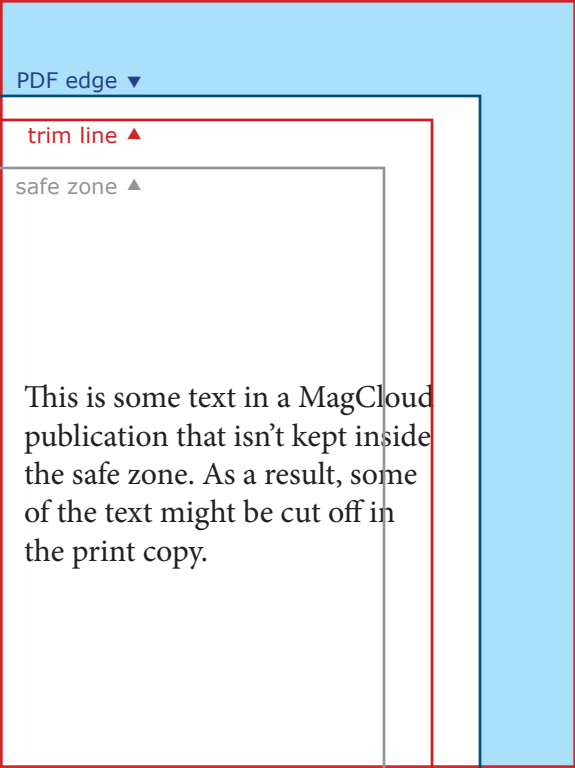 PDF edge ▼
trim line ▲
safe zone ▲
This is some text in a MagCloud
publication that isn’t kept inside
the safe zone. As a result, some
of the text might be cut off in
the print copy.